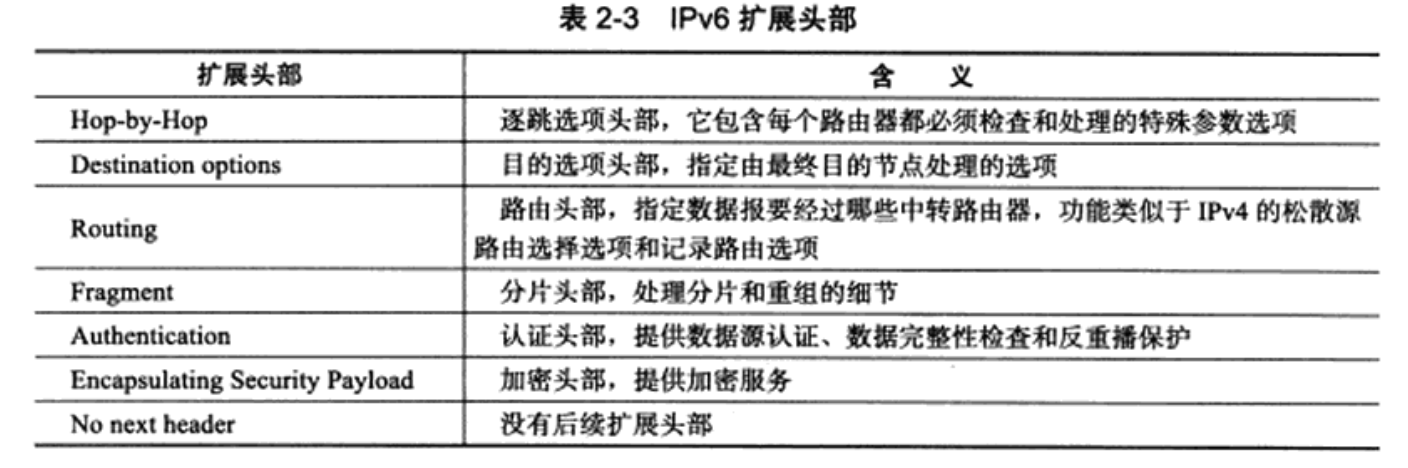 表 2-3 IPv6 扩展头部
扩展头部 含 义
Hop-by-Hop 逐跳选项头部，它包含每个路由器都必须检查和处理的特殊参数选项
Destination options 目的选项头部，指定由最终目的节点处理的选项
Routing 路由头部，指定数据报要经过哪些中转路由器，功能类似于 IPv4 的松散源
路由选择选项和记录路由选项
Fragment 分片头部，处理分片和重组的细节
Authentication 认证头部，提供数据源认证、数据完整性检查和反重播保护
Encapsulating Security Payload 加密头部，提供加密服务
No next header 没有后续扩展头部